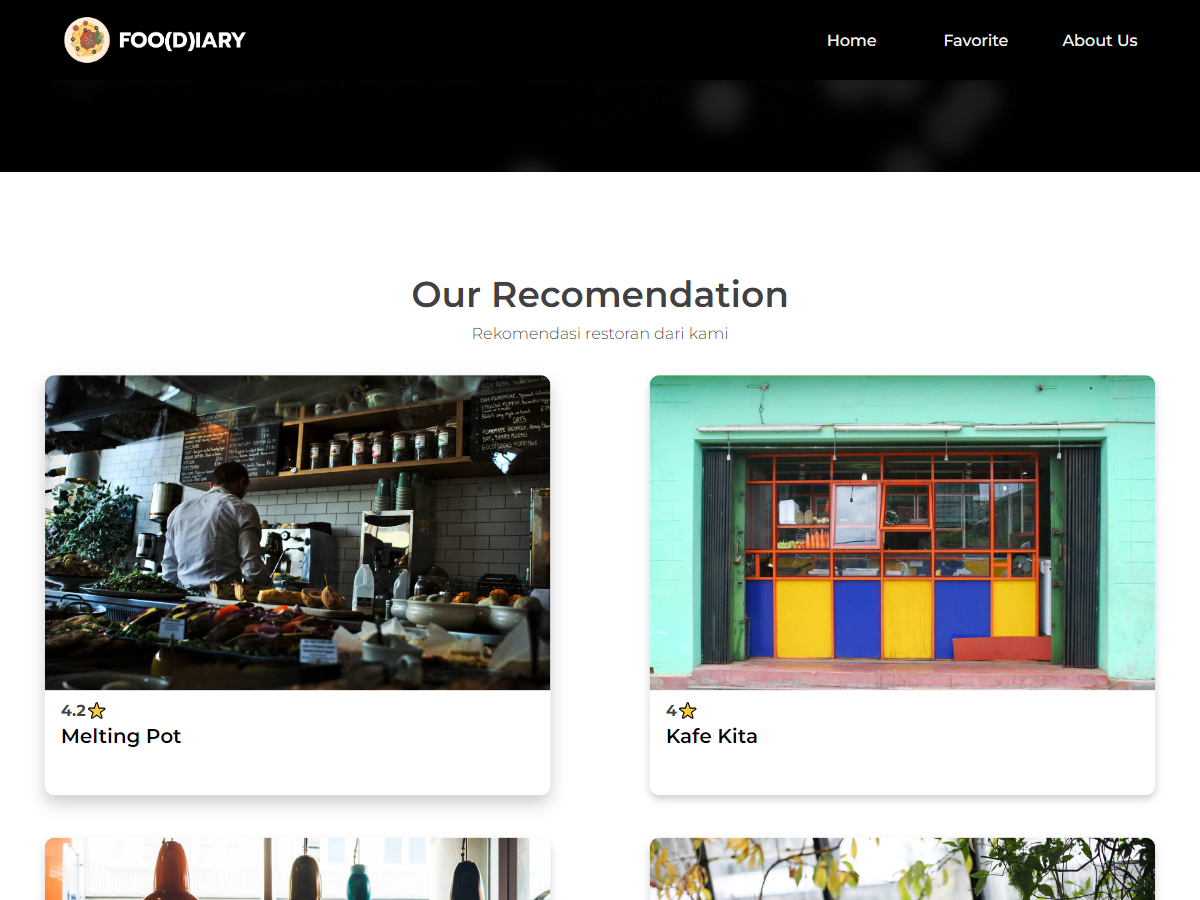 FOO(D)IARY
Home
Favorite
About Us
Our Recomendation
Rekomendasi restoran dari kami
4.2
Melting Pot
4
Kafe Kita